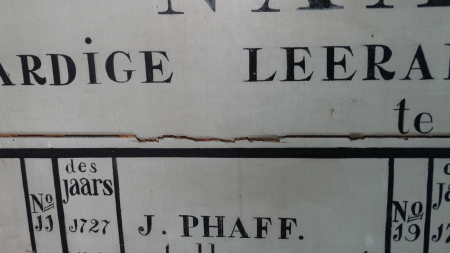 ARDIGE LEERA
te
des
jaars
No 11
1727
J. PHAFF.
No 19